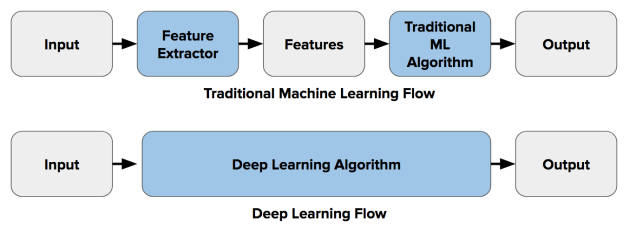 Input
Feature
Extractor
Features
Traditional
ML
Algorithm
Output
Traditional Machine Learning Flow
Input
Deep Learning Algorithm
Output
Deep Learning Flow